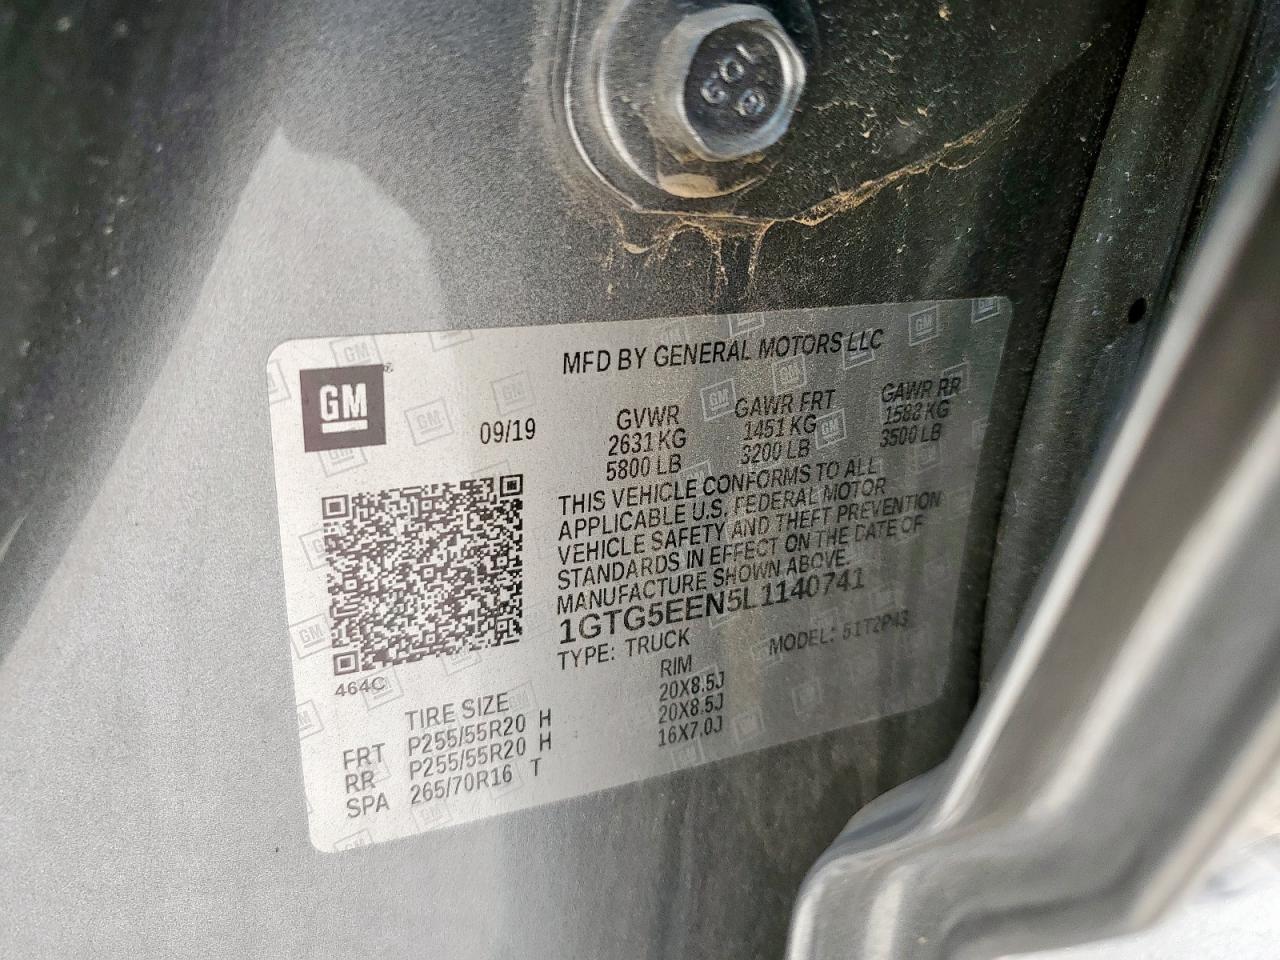 MFD BY GENERAL MOTORS LLC
GM
09/19
GVWR
2631 KG
5800 LB
GAWR FRT
1451 KG
3200 LB
GAWR RR
1588 KG
3500 LB
THIS VEHICLE CONFORMS TO ALL
APPLICABLE U.S. FEDERAL MOTOR
VEHICLE SAFETY AND THEFT PREVENTION
STANDARDS IN EFFECT ON THE DATE OF
MANUFACTURE SHOWN ABOVE.
1GTG5EEN5L1140741
TYPE: TRUCK
MODEL: 51T2P43
464C
TIRE SIZE RIM
FRT P255/55R20 H 20X8.5J
RR P255/55R20 H 20X8.5J
SPA 265/70R16 T 16X7.0J